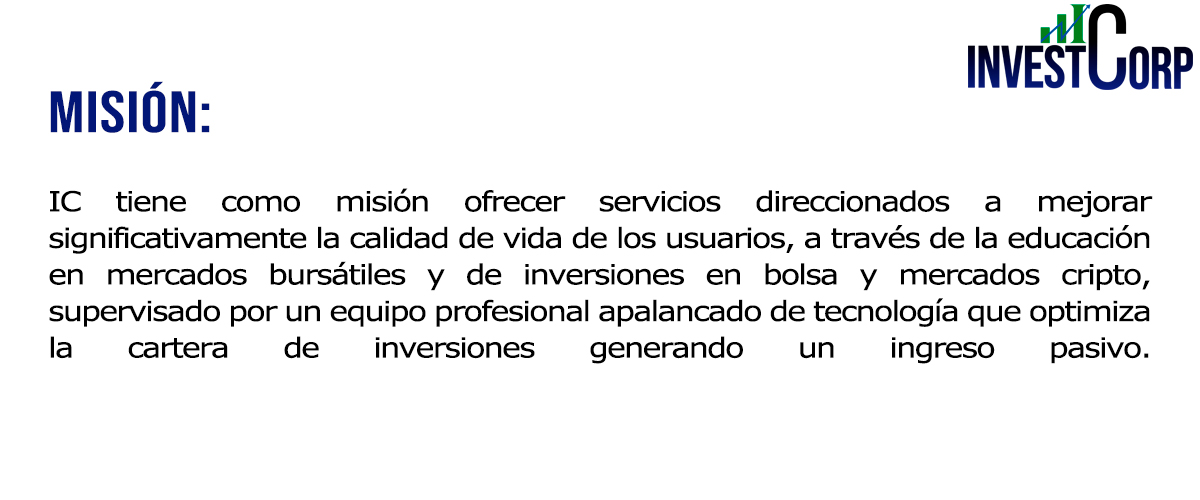 INVESTCORP
MISIÓN:
IC tiene como misión ofrecer servicios direccionados a mejorar
significativamente la calidad de vida de los usuarios, a través de la educación
en mercados bursátiles y de inversiones en bolsa y mercados cripto,
supervisado por un equipo profesional apalancado de tecnología que optimiza
la cartera de inversiones generando un ingreso pasivo.